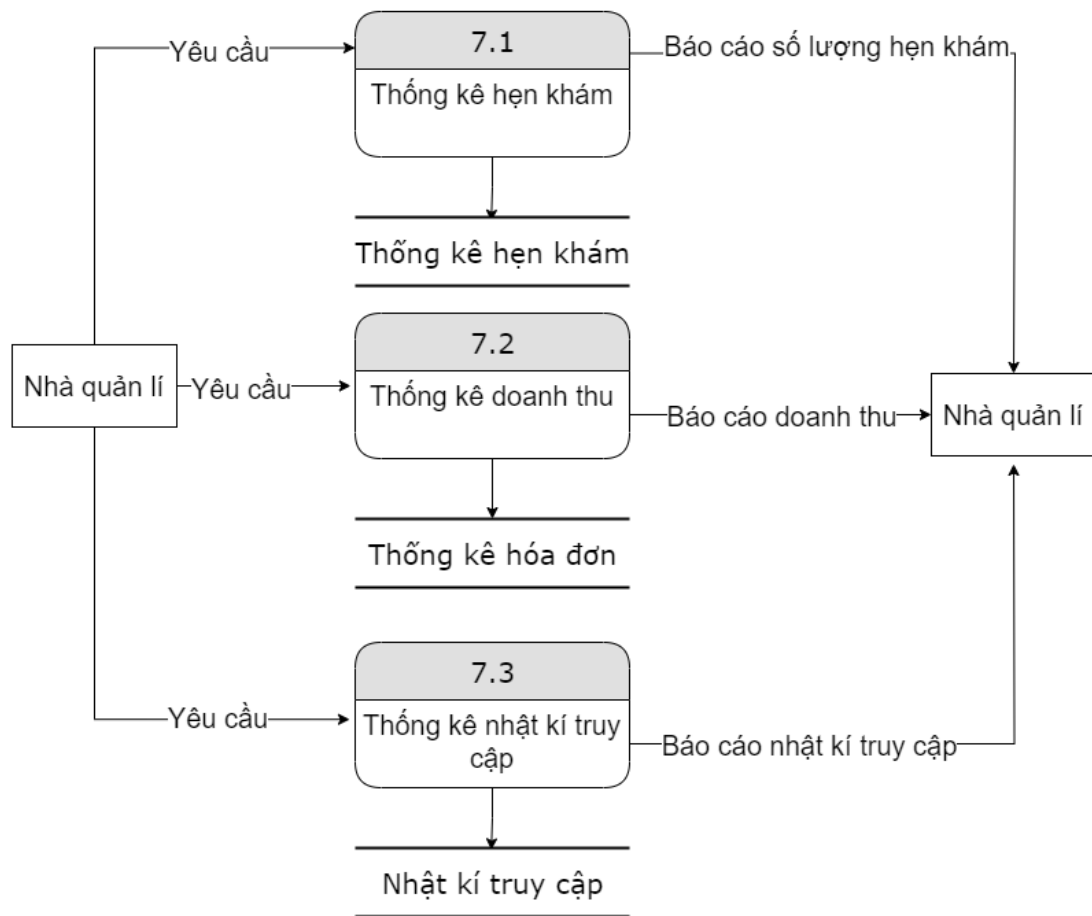 7.1
Yêu cầu
Báo cáo số lượng hẹn khám
Thống kê hẹn khám
Thống kê hẹn khám
7.2
Nhà quản lí
Yêu cầu
Thống kê doanh thu
Báo cáo doanh thu
Nhà quản lí
Thống kê hóa đơn
7.3
Yêu cầu
Thống kê nhật kí truy
cập
Báo cáo nhật kí truy cập
Nhật kí truy cập